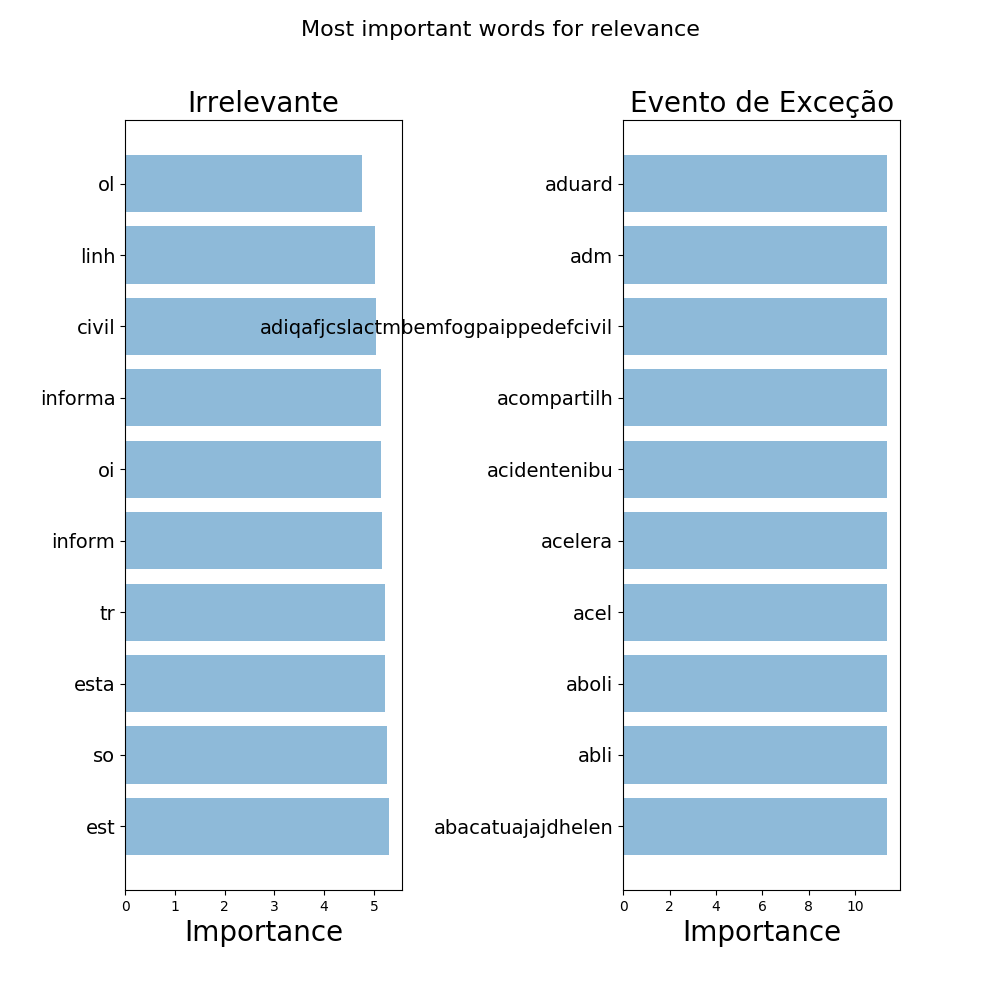 Most important words for relevance
Irrelevante
ol
linh
civil
informa
oi
inform
tr
esta
so
est
0 1 2 3 4 5
Importance
Evento de Exceção
aduard
adm
adiqafjcslactmbemfogpaippedefcivil
acompartilh
acidentenibu
acelera
acel
aboli
abli
abacatuajajdhelen
0 2 4 6 8 10
Importance